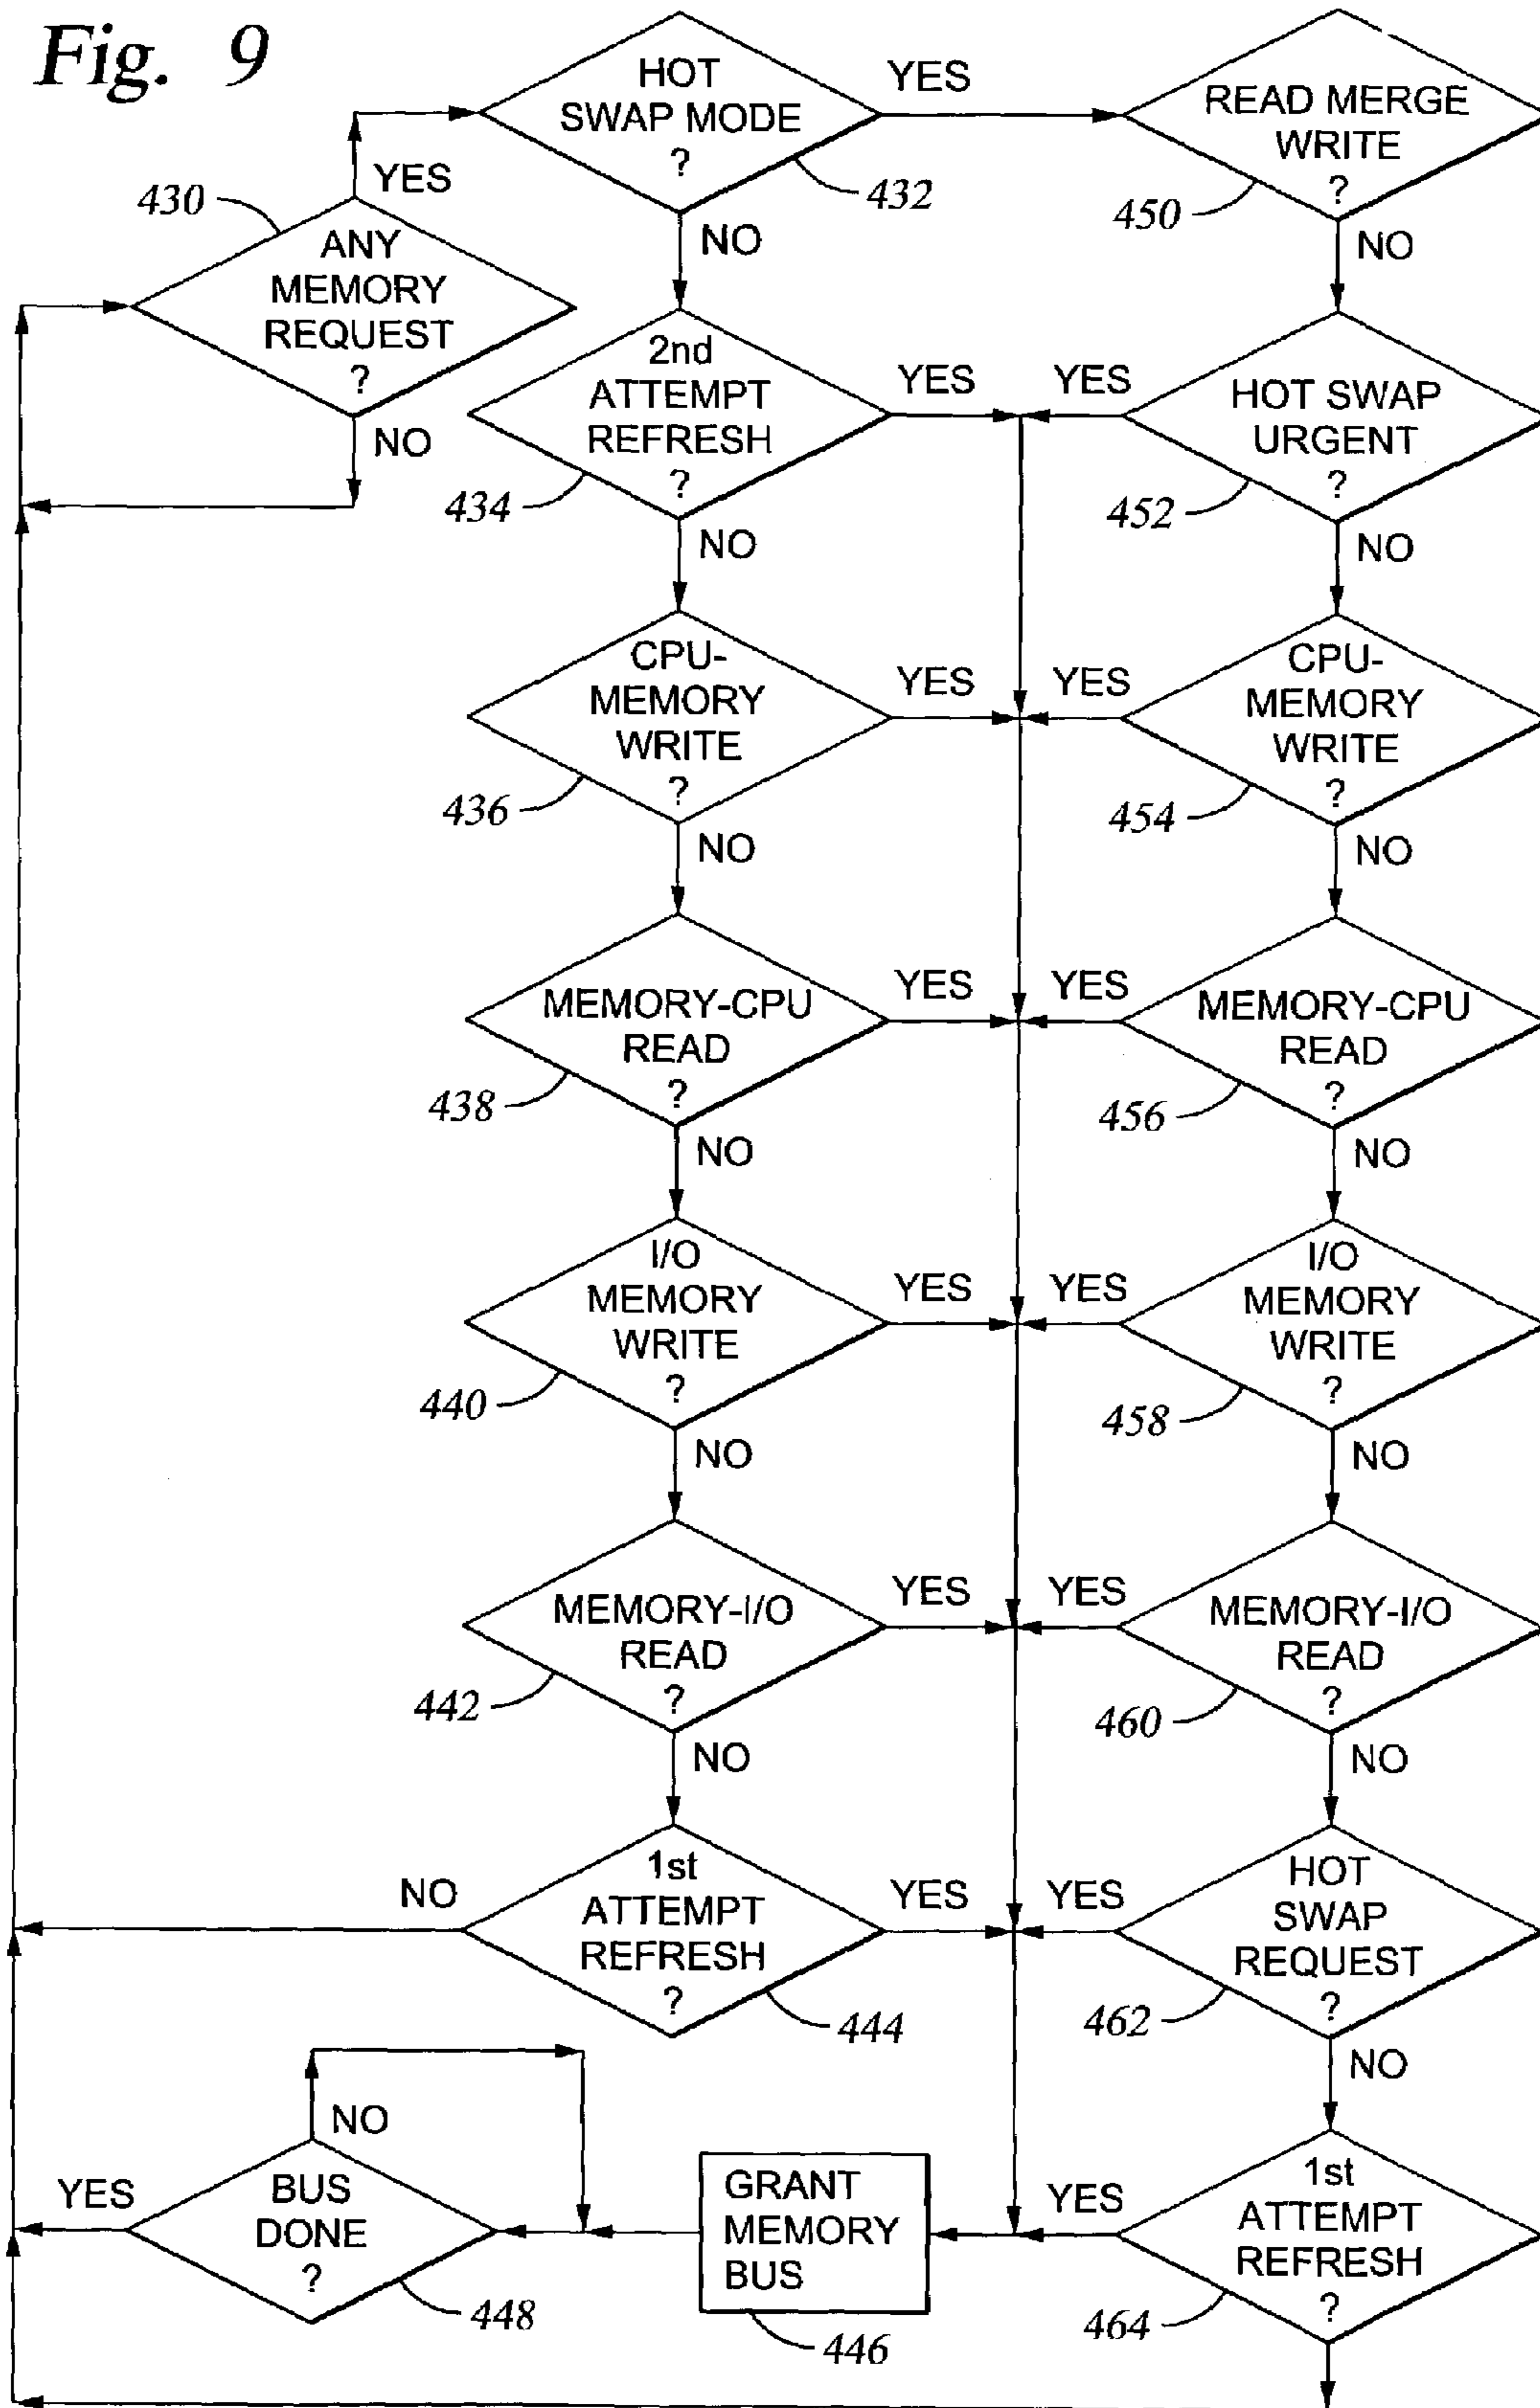 Fig. 9
HOT
SWAP MODE
?
YES
432
NO
READ MERGE
WRITE
?
450
NO
430
YES
ANY
MEMORY
REQUEST
?
NO
2nd
ATTEMPT
REFRESH
?
YES
434
NO
YES
HOT SWAP
URGENT
?
452
NO
CPU-
MEMORY
WRITE
?
YES
436
NO
YES
CPU-
MEMORY
WRITE
?
454
NO
MEMORY-CPU
READ
?
YES
438
NO
YES
MEMORY-CPU
READ
?
456
NO
I/O
MEMORY
WRITE
?
YES
440
NO
YES
I/O
MEMORY
WRITE
?
458
NO
MEMORY-I/O
READ
?
YES
442
NO
YES
MEMORY-I/O
READ
?
460
NO
NO
1st
ATTEMPT
REFRESH
?
YES
444
YES
HOT
SWAP
REQUEST
?
462
NO
NO
YES
BUS
DONE
?
448
GRANT
MEMORY
BUS
446
YES
1st
ATTEMPT
REFRESH
?
464